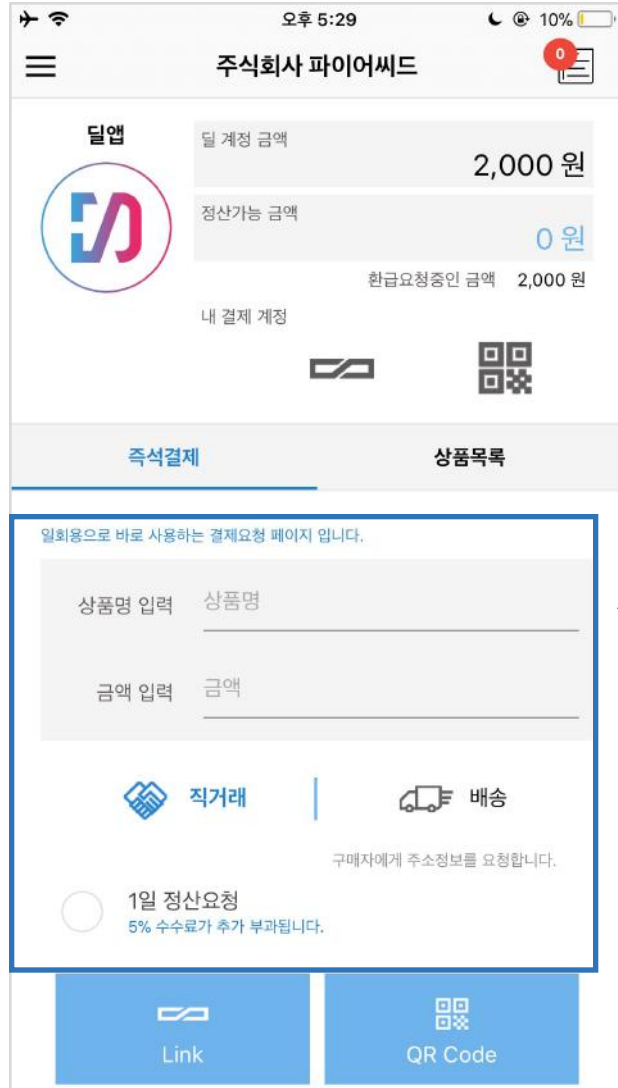 오후 5:29
10%
주식회사 파이어씨드
0
딜앱
딜 계정 금액
2,000 원
정산가능 금액
0 원
환급요청중인 금액 2,000 원
내 결제 계정
즉석결제
상품목록
일회용으로 바로 사용하는 결제요청 페이지 입니다.
상품명 입력 상품명
금액 입력 금액
직거래
배송
구매자에게 주소정보를 요청합니다.
1일 정산요청
5% 수수료가 추가 부과됩니다.
Link
QR Code